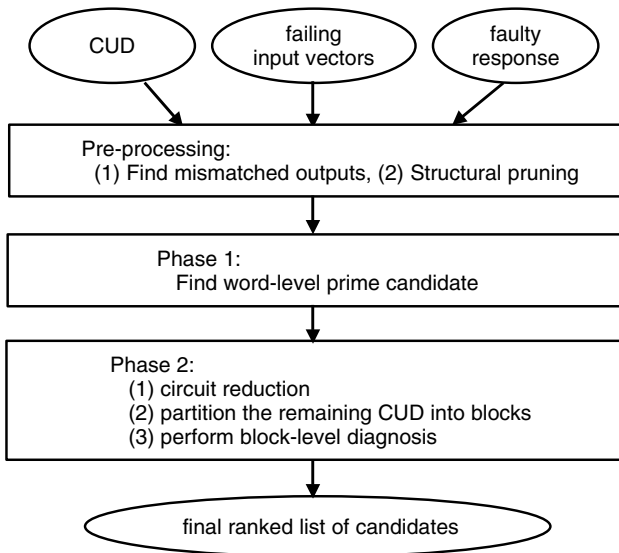 CUD
failing
input vectors
faulty
response
Pre-processing:
(1) Find mismatched outputs, (2) Structural pruning
Phase 1:
Find word-level prime candidate
Phase 2:
(1) circuit reduction
(2) partition the remaining CUD into blocks
(3) perform block-level diagnosis
final ranked list of candidates